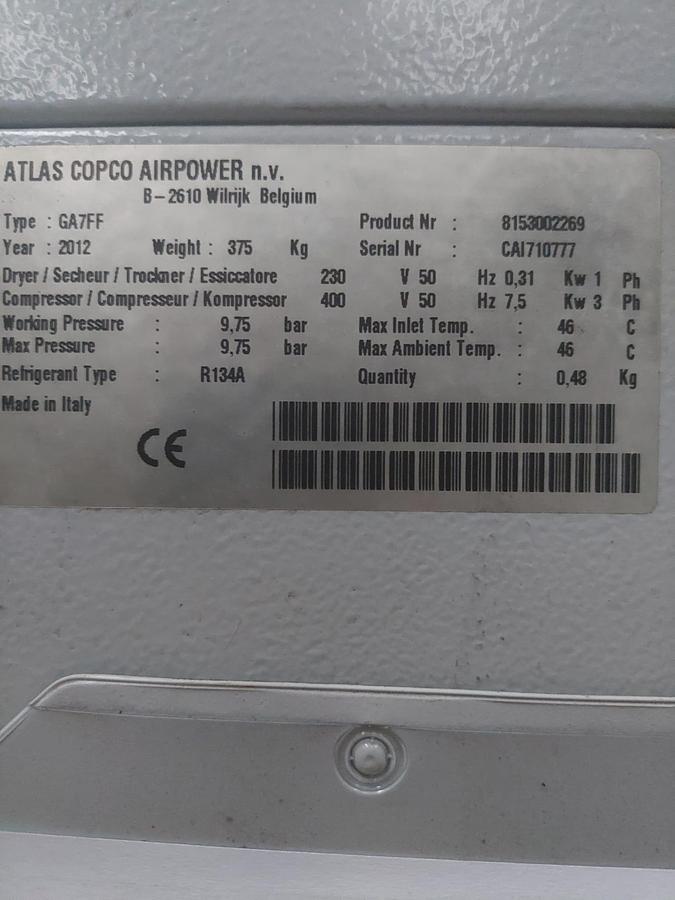 ATLAS COPCO AIRPOWER n.v.
B-2610 Wilrijk Belgium
Type : GA7FF Product Nr : 8153002269
Year : 2012 Weight : 375 Kg Serial Nr : CAI710777
Dryer / Secheur / Trockner / Essiccatore 230 V 50 Hz 0,31 Kw 1 Ph
Compressor / Compresseur / Kompressor 400 V 50 Hz 7,5 Kw 3 Ph
Working Pressure : 9,75 bar Max Inlet Temp. : 46 C
Max Pressure : 9,75 bar Max Ambient Temp. : 46 C
Refrigerant Type : R134A Quantity : 0,48 Kg
Made in Italy
CE